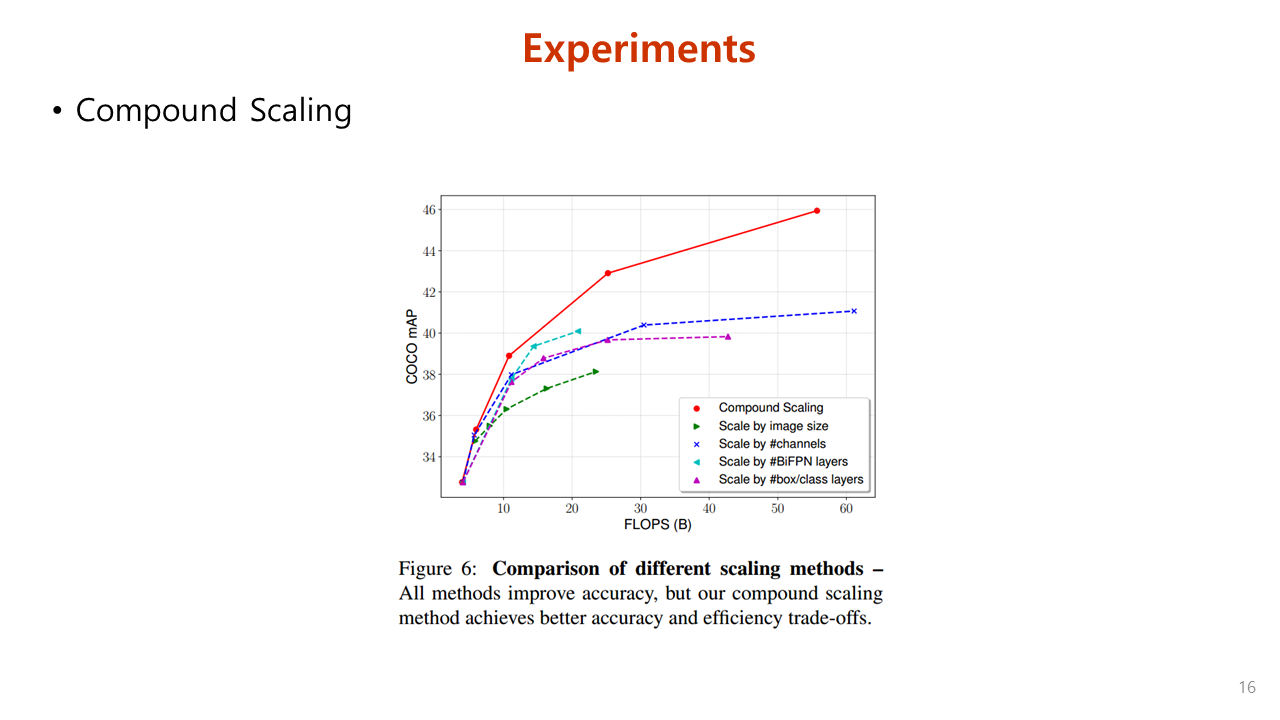 Experiments
• Compound Scaling
46
44
42
40
38
36
34
COCO mAP
10 20 30 40 50 60
FLOPS (B)
Compound Scaling
Scale by image size
Scale by #channels
Scale by #BiFPN layers
Scale by #box/class layers
Figure 6: Comparison of different scaling methods –
All methods improve accuracy, but our compound scaling
method achieves better accuracy and efficiency trade-offs.
16